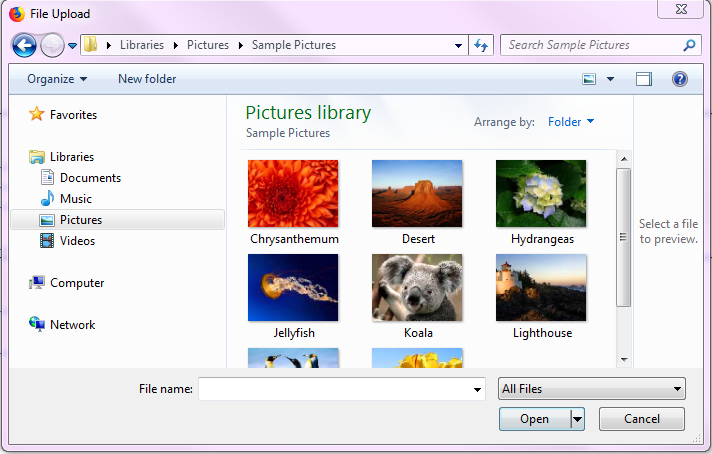 File Upload
Libraries Pictures Sample Pictures
Search Sample Pictures
Organize
New folder
Favorites
Libraries
Documents
Music
Pictures
Videos
Computer
Network
Pictures library
Sample Pictures
Arrange by: Folder
Chrysanthemum Desert Hydrangeas
Jellyfish Koala Lighthouse
Select a file
to preview.
File name:
All Files
Open
Cancel